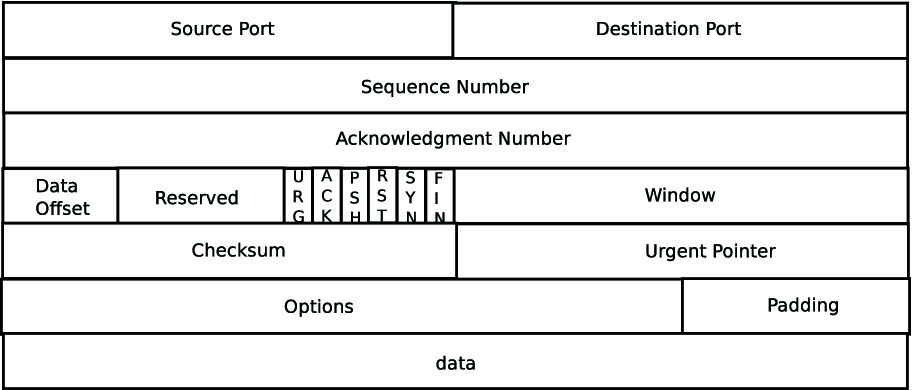 Source Port
Destination Port
Sequence Number
Acknowledgment Number
Data
Offset
Reserved
URG
ACK
PSH
RST
SYN
FIN
Window
Checksum
Urgent Pointer
Options
Padding
data